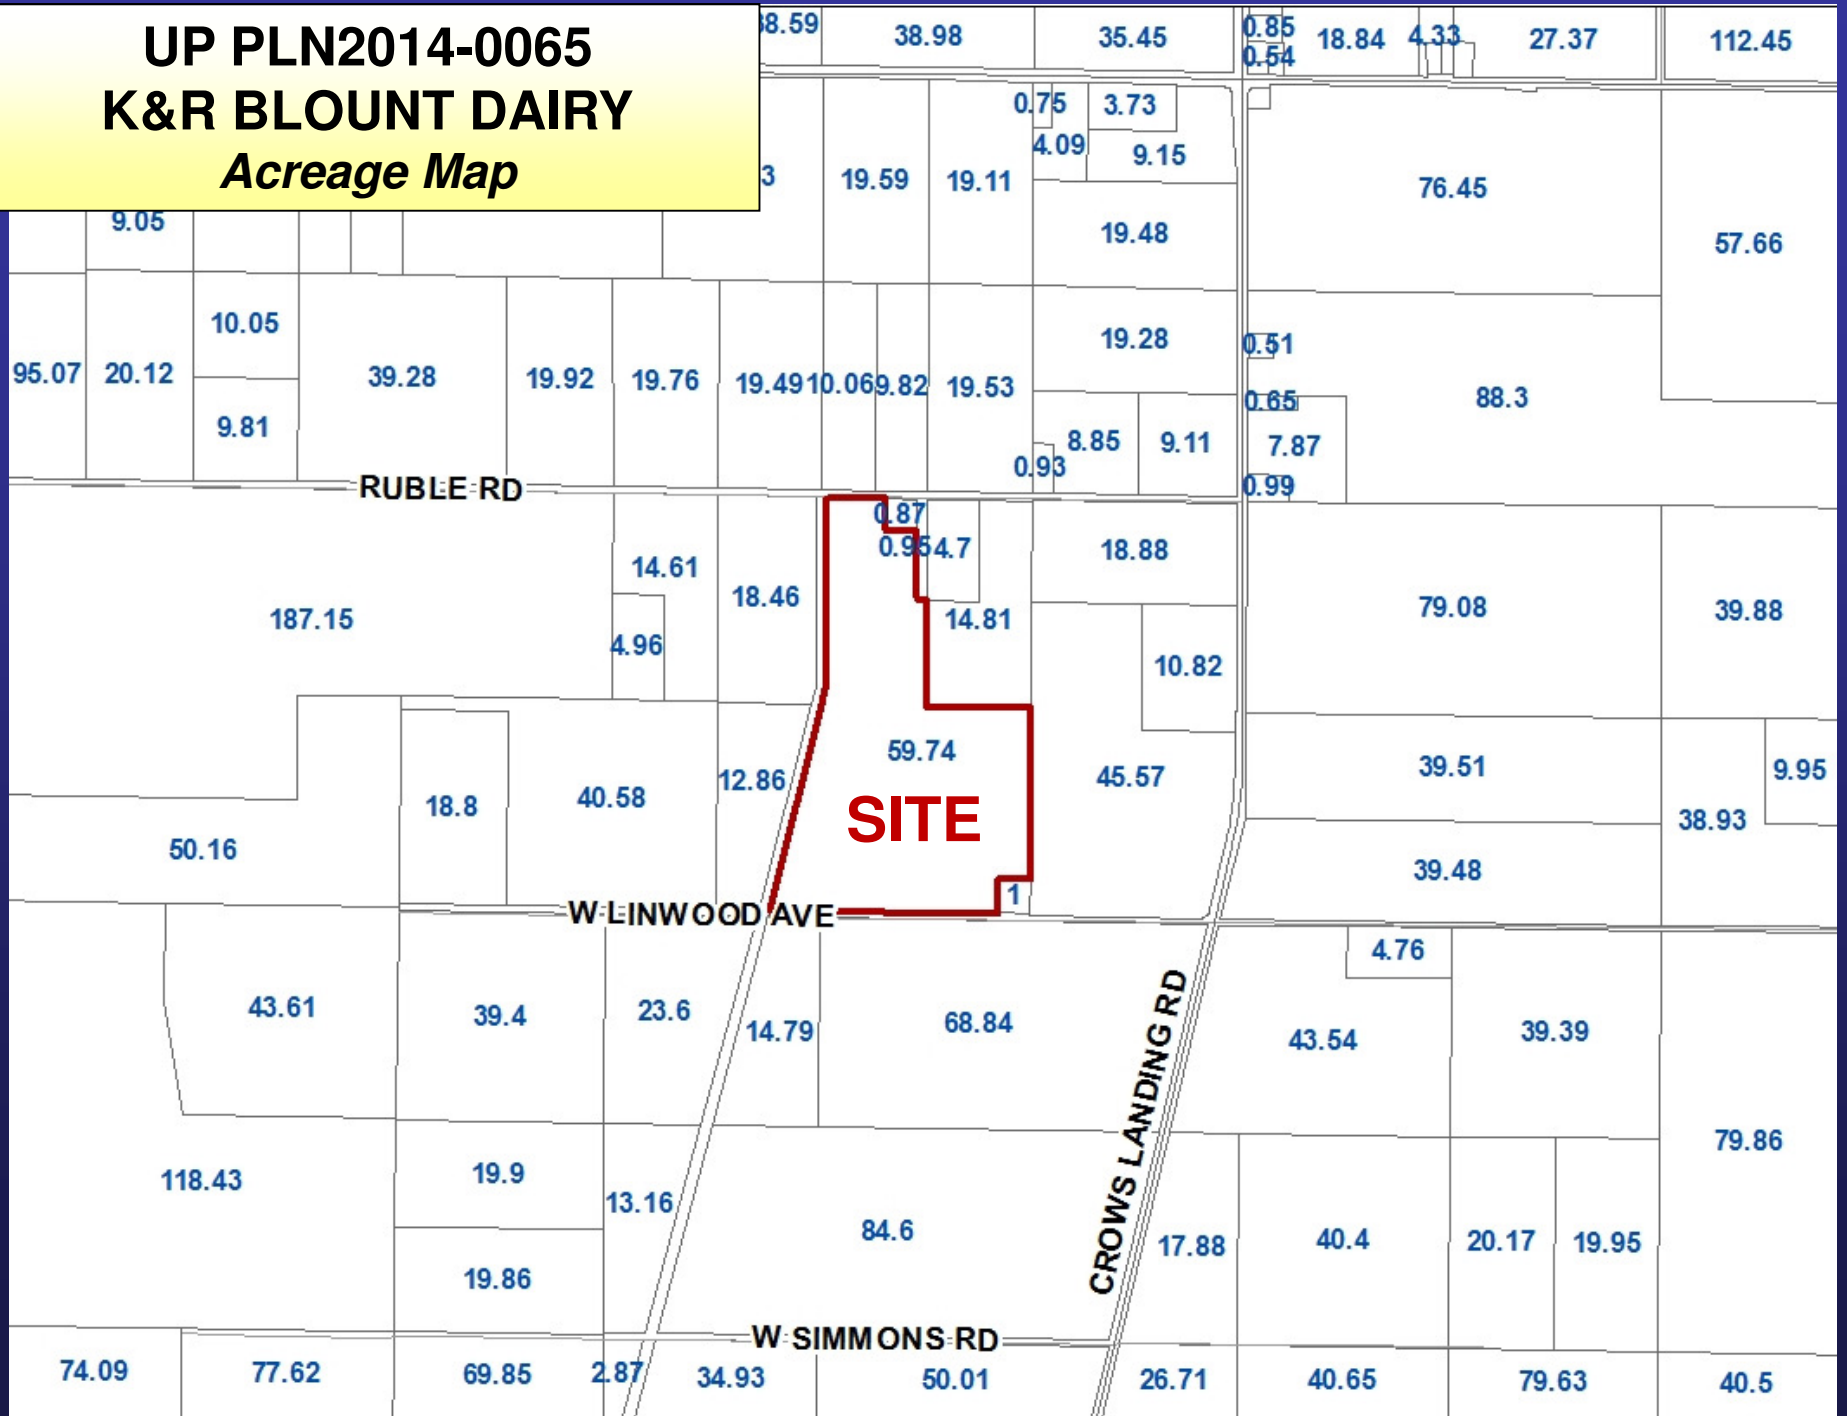 UP PLN2014-0065
K&R BLOUNT DAIRY
Acreage Map
38.98 35.45 0.85 18.84 4.33 27.37 112.45
0.54
0.75 3.73
4.09 9.15
3 19.59 19.11 76.45
9.05 19.48 57.66
10.05 19.28 0.51
95.07 20.12 39.28 19.92 19.76 19.49 10.06 9.82 19.53 88.3
0.65
9.81 8.85 9.11 7.87
0.93 0.99
RUBLE RD
0.87
14.61 0.95 4.7 18.88
187.15 18.46 14.81 79.08 39.88
4.96 10.82
59.74
12.86 45.57 39.51 9.95
18.8 40.58 SITE 38.93
50.16 39.48
1
W LINWOOD AVE
4.76
43.61 39.4 23.6 14.79 68.84 43.54 39.39
CROWS LANDING RD
118.43 19.9 79.86
13.16 84.6 17.88 40.4 20.17 19.95
19.86
W SIMMONS RD
74.09 77.62 69.85 2.87 34.93 50.01 26.71 40.65 79.63 40.5